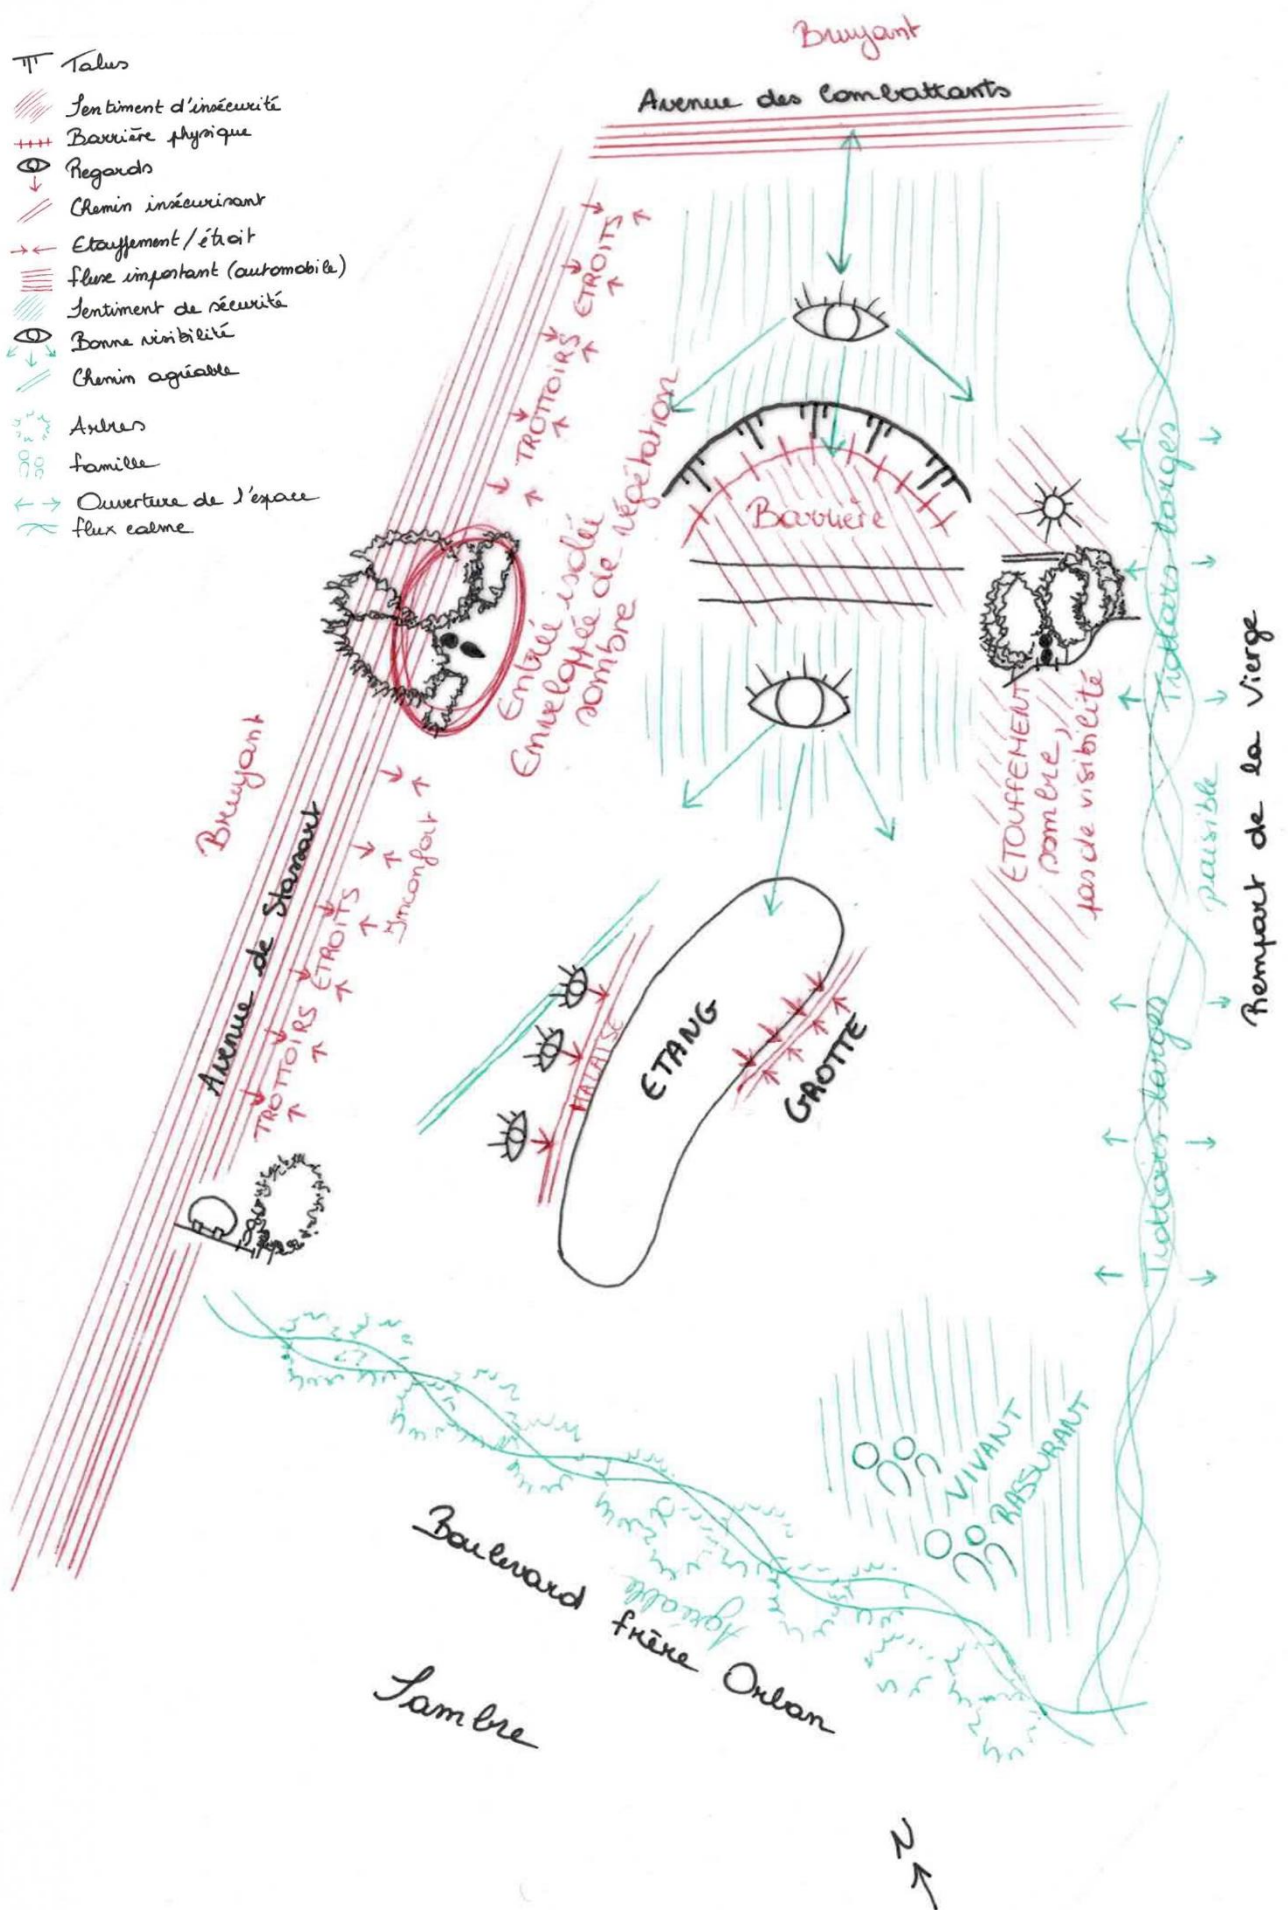 Talus
Sentiment d'insécurité
Barrière physique
Regards
Chemin insécurisant
Etouffement/étroit
flux important (automobile)
Sentiment de sécurité
Bonne visibilité
Chemin agréable
Arbres
famille
Ouverture de l'espace
flux calme
Bruyant
Avenue des Combattants
TROTTOIRS ETROITS
Entrée isolée
Enveloppée de végétation
sombre
Barrière
Trottoirs larges
ETOUFFEMENT
sombre,
pas de visibilité
paisible
Rempart de la Vierge
Bruyant
Avenue de Stassart
Inconfort
TROTTOIRS ETROITS
MALAISE
ETANG
GROTTE
Trottoirs larges
VIVANT
RASSURANT
Agréable
Boulevard frère Orban
Sambre
N